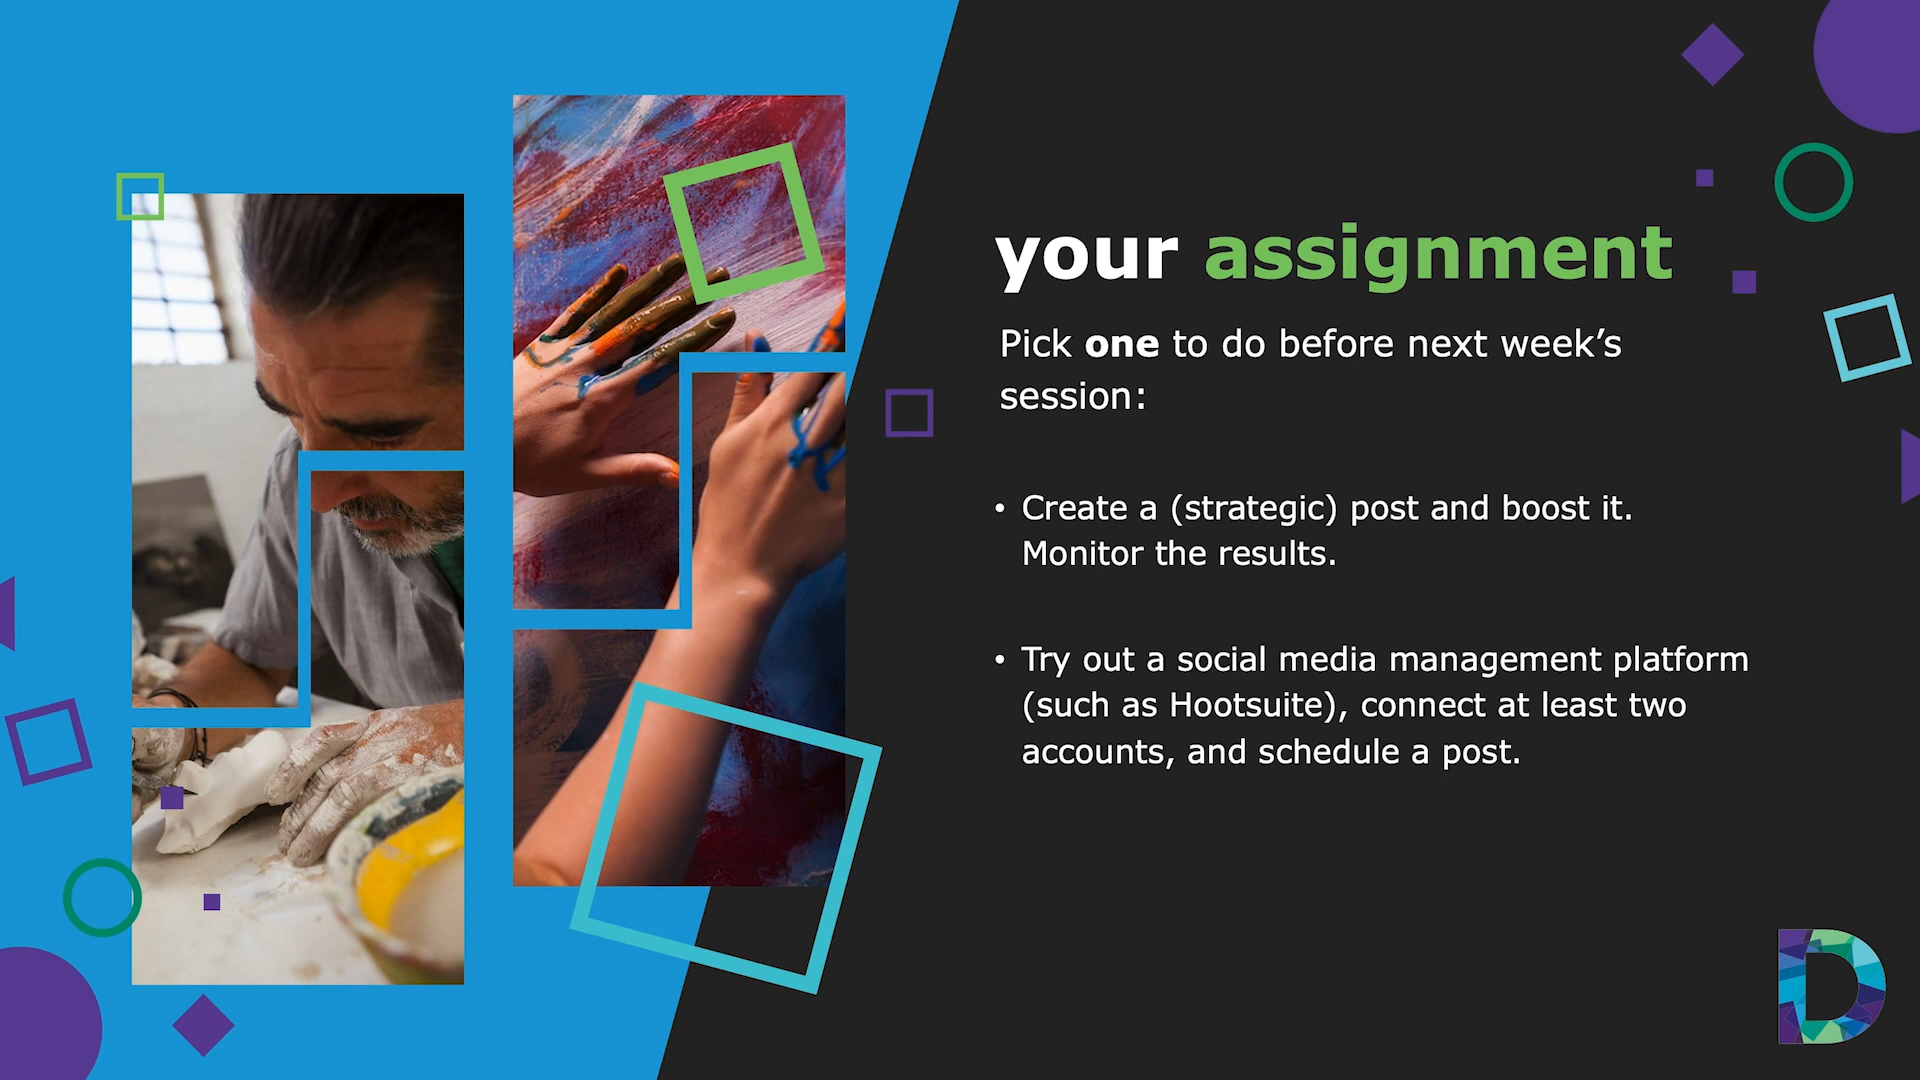 your assignment
Pick one to do before next week’s
session:
• Create a (strategic) post and boost it.
Monitor the results.
• Try out a social media management platform
(such as Hootsuite), connect at least two
accounts, and schedule a post.
D